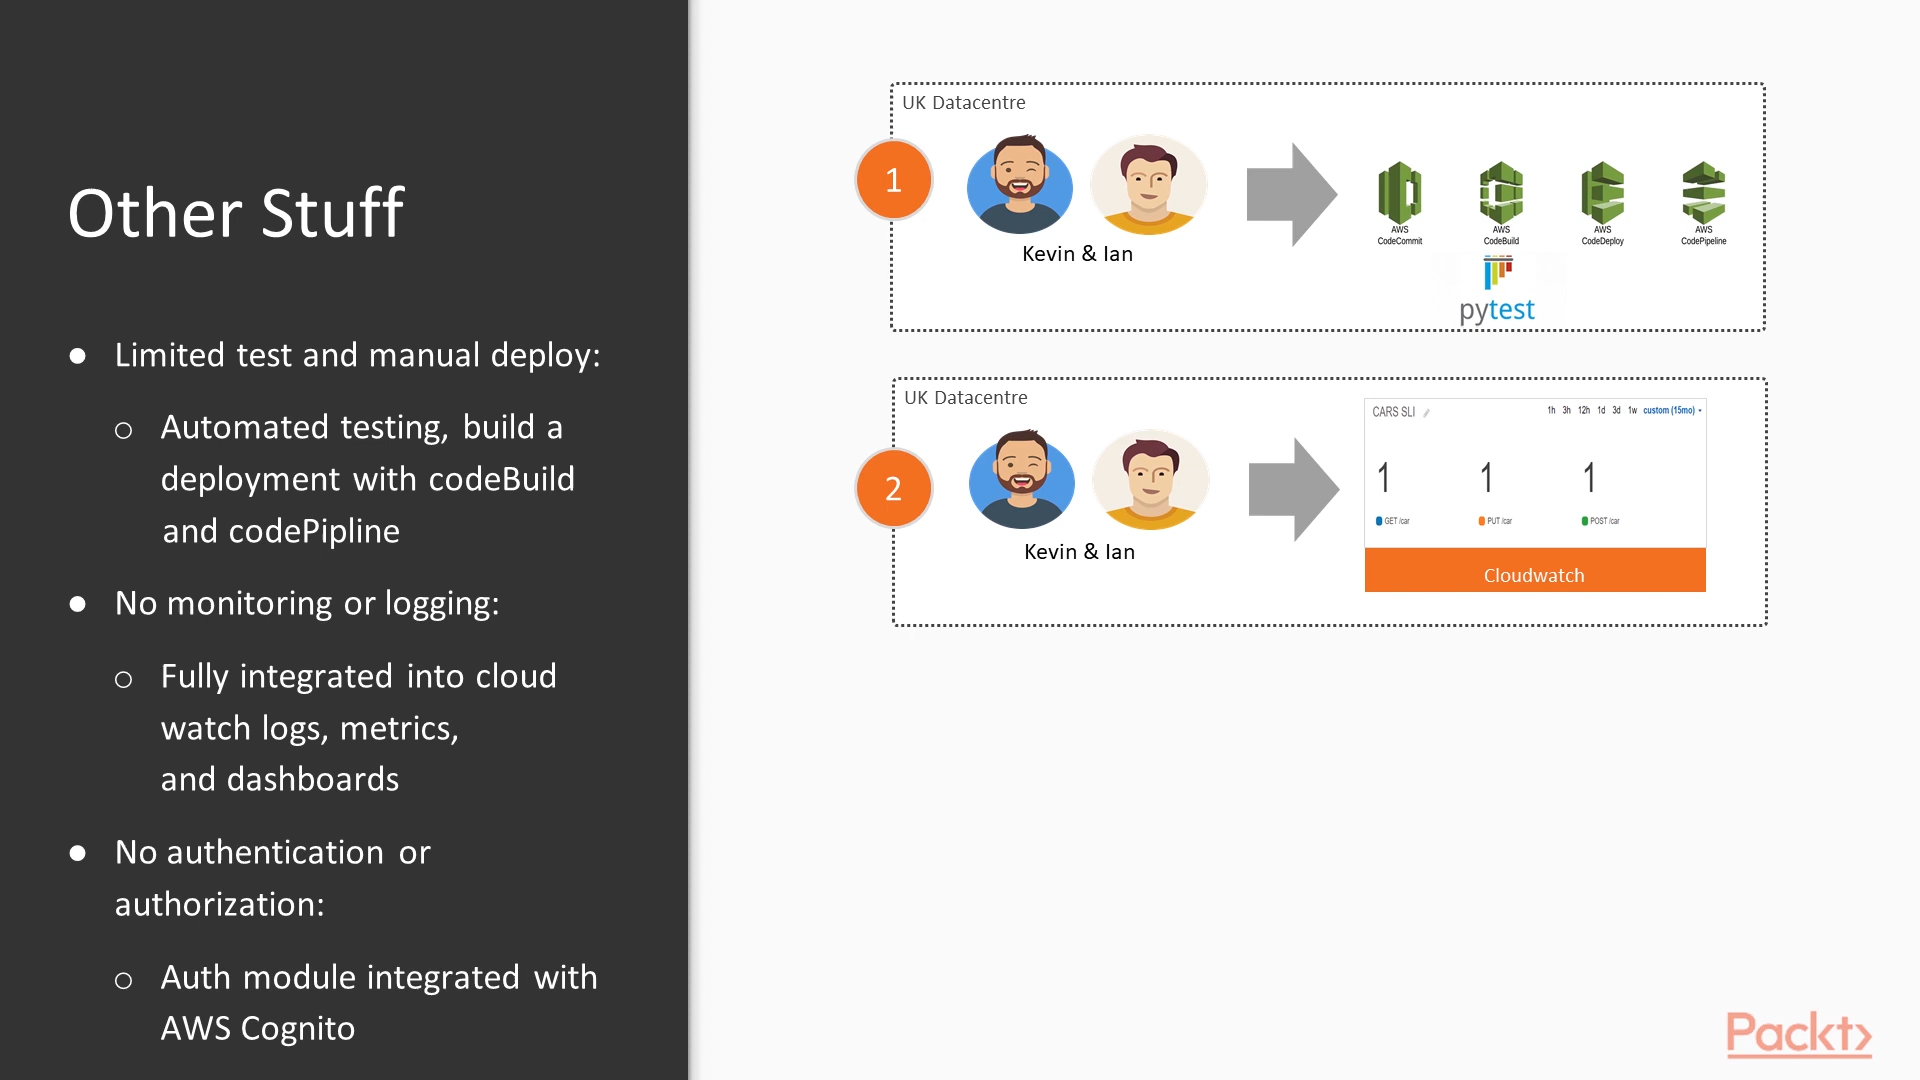 Other Stuff
● Limited test and manual deploy:
o Automated testing, build a
deployment with codeBuild
and codePipline
● No monitoring or logging:
o Fully integrated into cloud
watch logs, metrics,
and dashboards
● No authentication or
authorization:
o Auth module integrated with
AWS Cognito
UK Datacentre
1
Kevin & Ian
AWS CodeCommit
AWS CodeBuild
AWS CodeDeploy
AWS CodePipeline
pytest
UK Datacentre
2
Kevin & Ian
CARS SLI 1h 3h 12h 1d 3d 1w custom (15mo)
1 1 1
GET /car PUT /car POST /car
Cloudwatch
Packt>